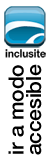 inclusite
ir a modo
accesible